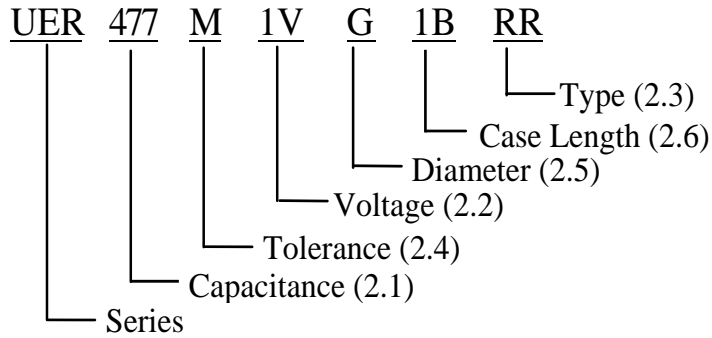 UER 477 M 1V G 1B RR
Type (2.3)
Case Length (2.6)
Diameter (2.5)
Voltage (2.2)
Tolerance (2.4)
Capacitance (2.1)
Series